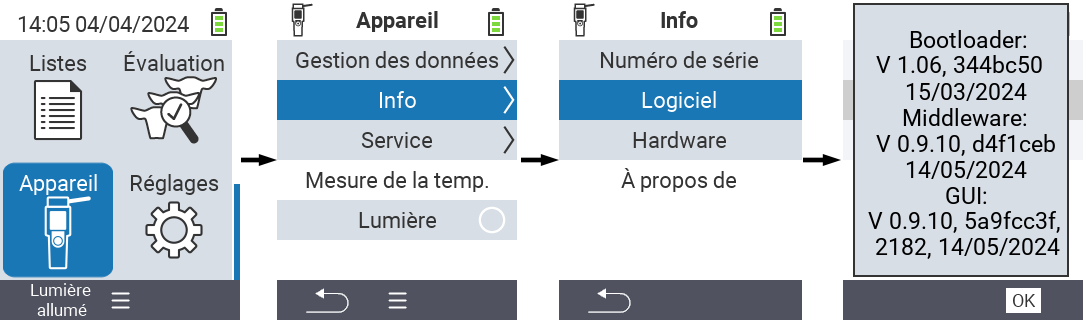 14:05 04/04/2024
Listes
Évaluation
Appareil
Réglages
Lumière
allumé
Appareil
Gestion des données
Info
Service
Mesure de la temp.
Lumière
Info
Numéro de série
Logiciel
Hardware
À propos de
Bootloader:
V 1.06, 344bc50
15/03/2024
Middleware:
V 0.9.10, d4f1ceb
14/05/2024
GUI:
V 0.9.10, 5a9fcc3f,
2182, 14/05/2024
OK